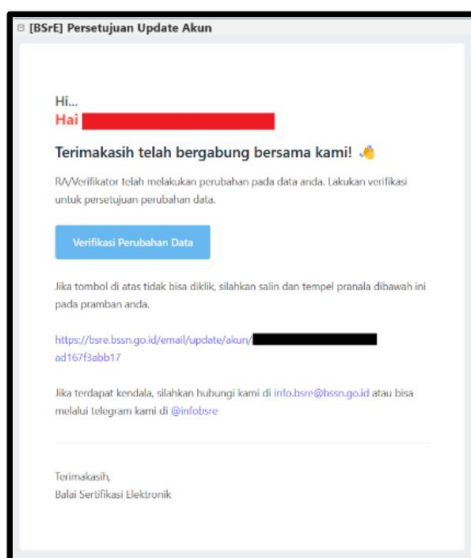 [BSrE] Persetujuan Update Akun
Hi...
Hai
Terimakasih telah bergabung bersama kami! 👏
RA/Verifikator telah melakukan perubahan pada data anda. Lakukan verifikasi
untuk persetujuan perubahan data.
Verifikasi Perubahan Data
Jika tombol di atas tidak bisa diklik, silahkan salin dan tempel pranala dibawah ini
pada pramban anda.
https://bsre.bssn.go.id/email/update/akun/
ad167f3abb17
Jika terdapat kendala, silahkan hubungi kami di info.bsre@bssn.go.id atau bisa
melalui telegram kami di @infobsre
Terimakasih,
Balai Sertifikasi Elektronik